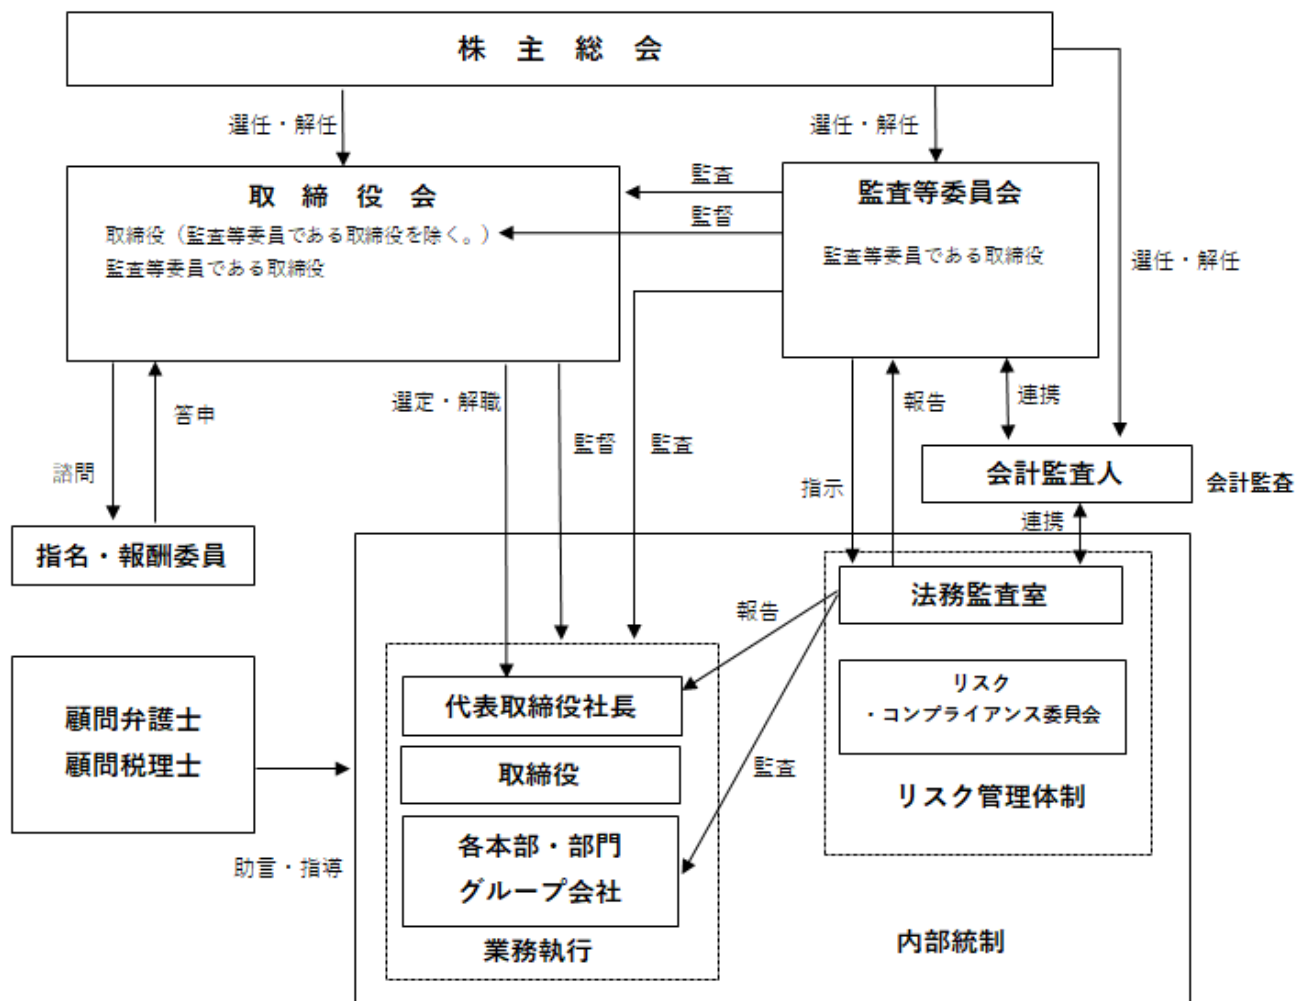 株 主 総 会
選任・解任
選任・解任
取 締 役 会
取締役（監査等委員である取締役を除く。）
監査等委員である取締役
監査
監督
監査等委員会
監査等委員である取締役
選任・解任
諮問
答申
選定・解職
監督
監査
指示
報告
連携
会計監査人
会計監査
連携
指名・報酬委員
法務監査室
報告
リスク
・コンプライアンス委員会
リスク管理体制
顧問弁護士
顧問税理士
助言・指導
代表取締役社長
取締役
監査
各本部・部門
グループ会社
業務執行
内部統制